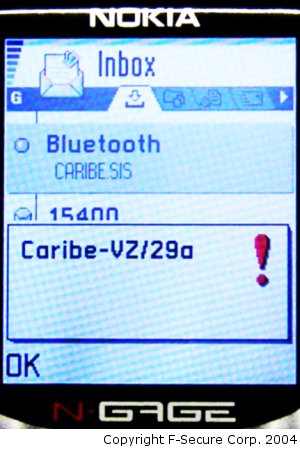 NOKIA
Inbox
G
Bluetooth
CARIBE.SIS
15400
Caribe-VZ/29a
OK
N·GAGE
Copyright F-Secure Corp. 2004